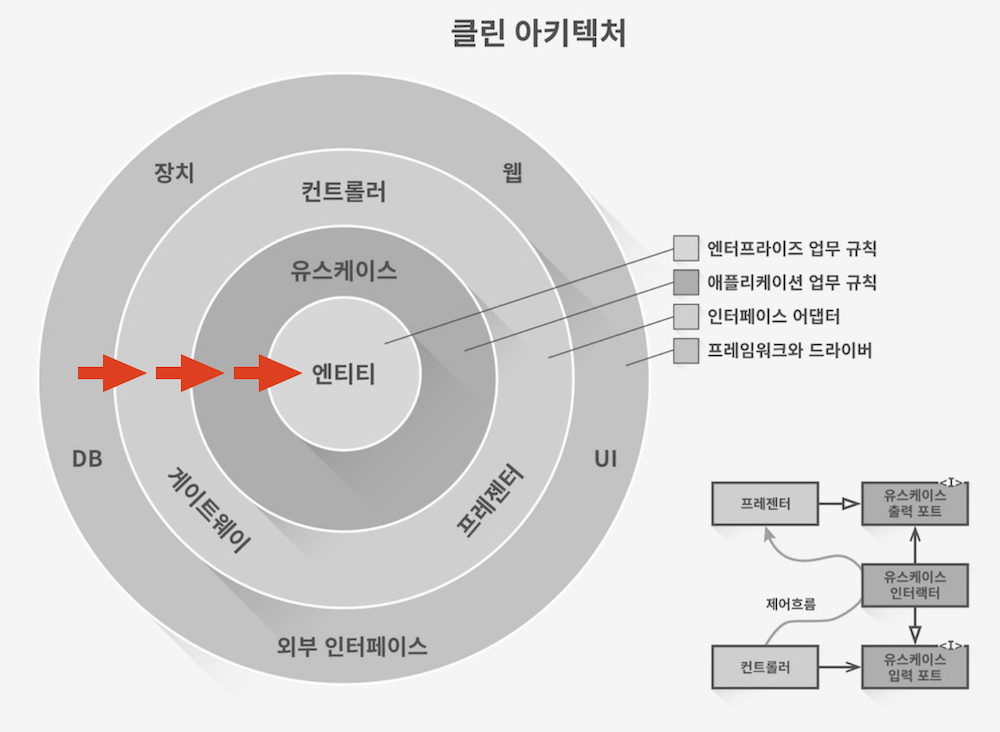 클린 아키텍처
장치
웹
컨트롤러
유스케이스
엔티티
DB
UI
게이트웨이
프레젠터
외부 인터페이스
엔터프라이즈 업무 규칙
애플리케이션 업무 규칙
인터페이스 어댑터
프레임워크와 드라이버
프레젠터
<I>
유스케이스
출력 포트
유스케이스
인터랙터
제어흐름
컨트롤러
<I>
유스케이스
입력 포트